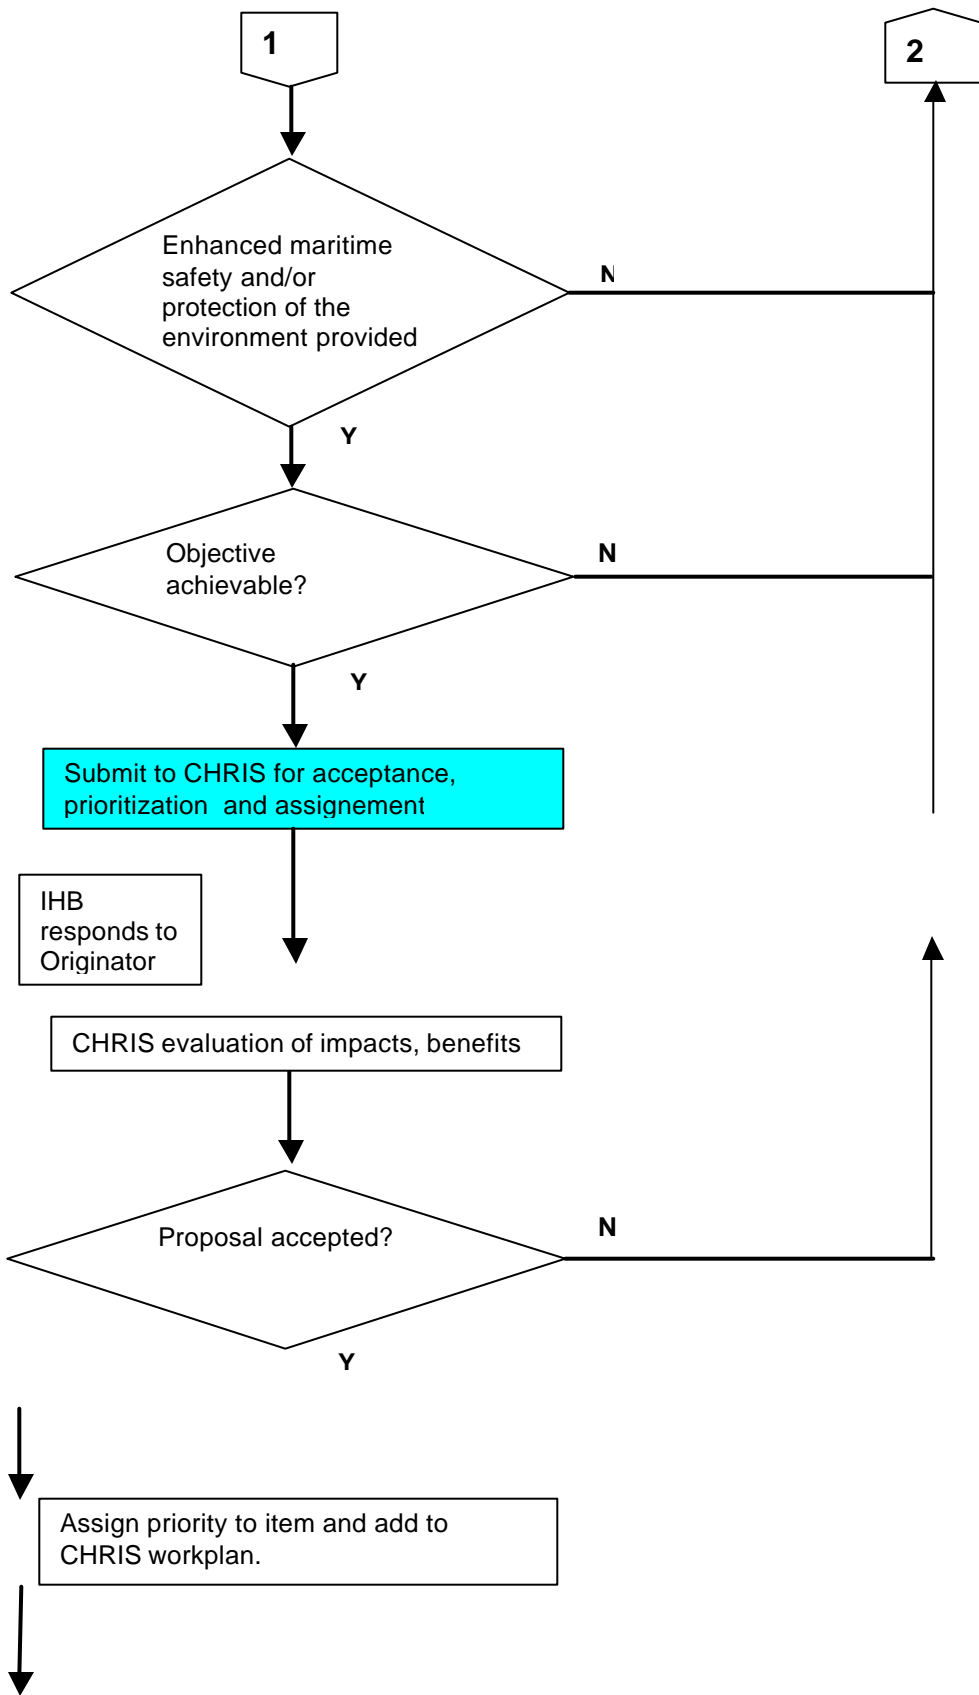 1
2
Enhanced maritime
safety and/or
protection of the
environment provided
N
Y
Objective
achievable?
N
Y
Submit to CHRIS for acceptance,
prioritization and assignement
IHB
responds to
Originator
CHRIS evaluation of impacts, benefits
Proposal accepted?
N
Y
Assign priority to item and add to
CHRIS workplan.